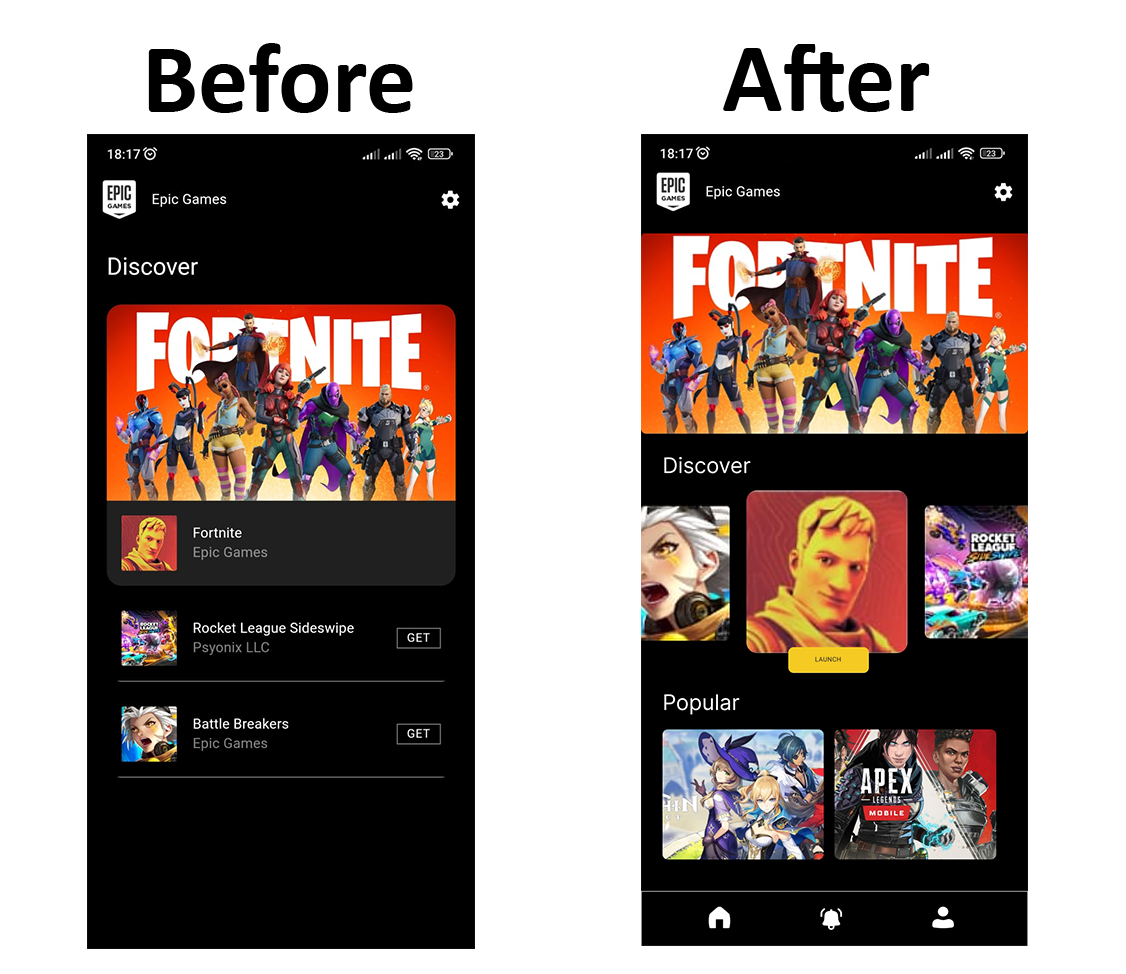 Before
After
18:17
23
EPIC
GAMES
Epic Games
Discover
FORTNITE
®
Fortnite
Epic Games
ROCKET
LEAGUE
Rocket League Sideswipe
Psyonix LLC
GET
Battle Breakers
Epic Games
GET
18:17
23
EPIC
GAMES
Epic Games
FORTNITE
®
Discover
ROCKET
LEAGUE
SIDESWIPE
LAUNCH
Popular
APEX
LEGENDS
MOBILE